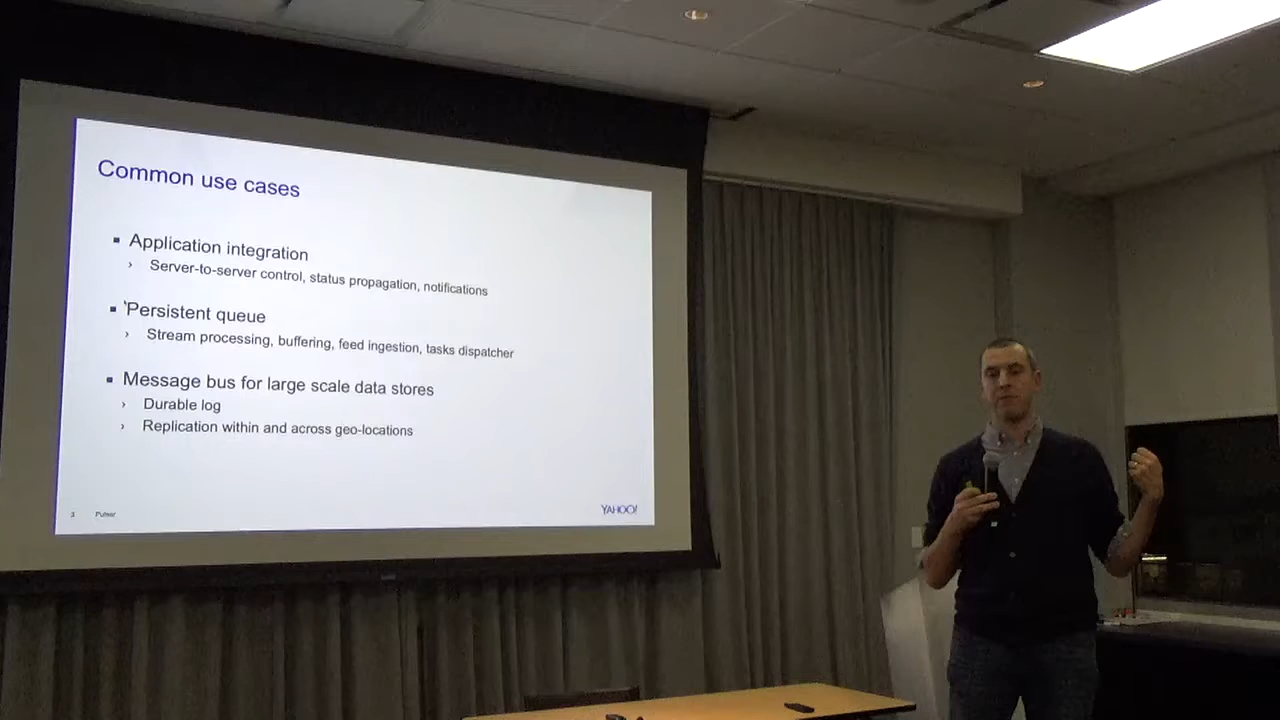 Common use cases
▪ Application integration
› Server-to-server control, status propagation, notifications
▪ 'Persistent queue
› Stream processing, buffering, feed ingestion, tasks dispatcher
▪ Message bus for large scale data stores
› Durable log
› Replication within and across geo-locations
3 Pulsar
YAHOO!